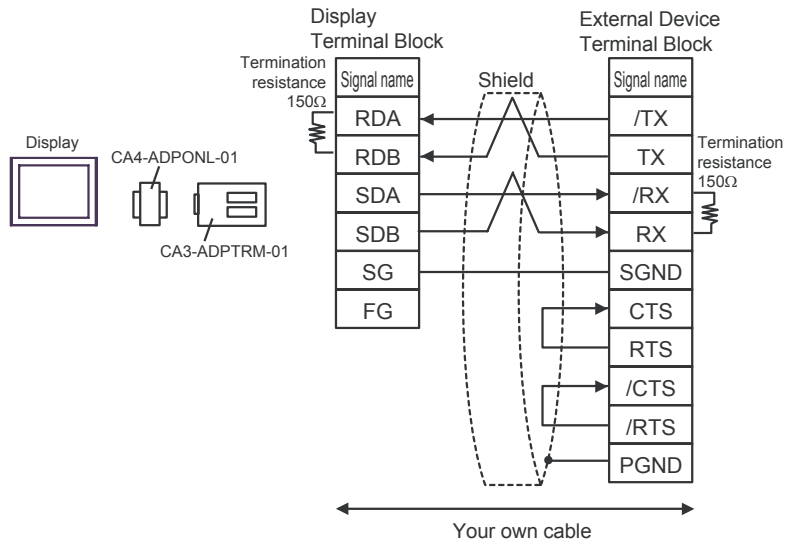 Display
Terminal Block
External Device
Terminal Block
Termination
resistance
150Ω
Signal name
Shield
Signal name
RDA
/TX
RDB
TX
Termination
resistance
150Ω
Display
CA4-ADPONL-01
SDA
/RX
SDB
RX
CA3-ADPTRM-01
SG
SGND
FG
CTS
RTS
/CTS
/RTS
PGND
Your own cable